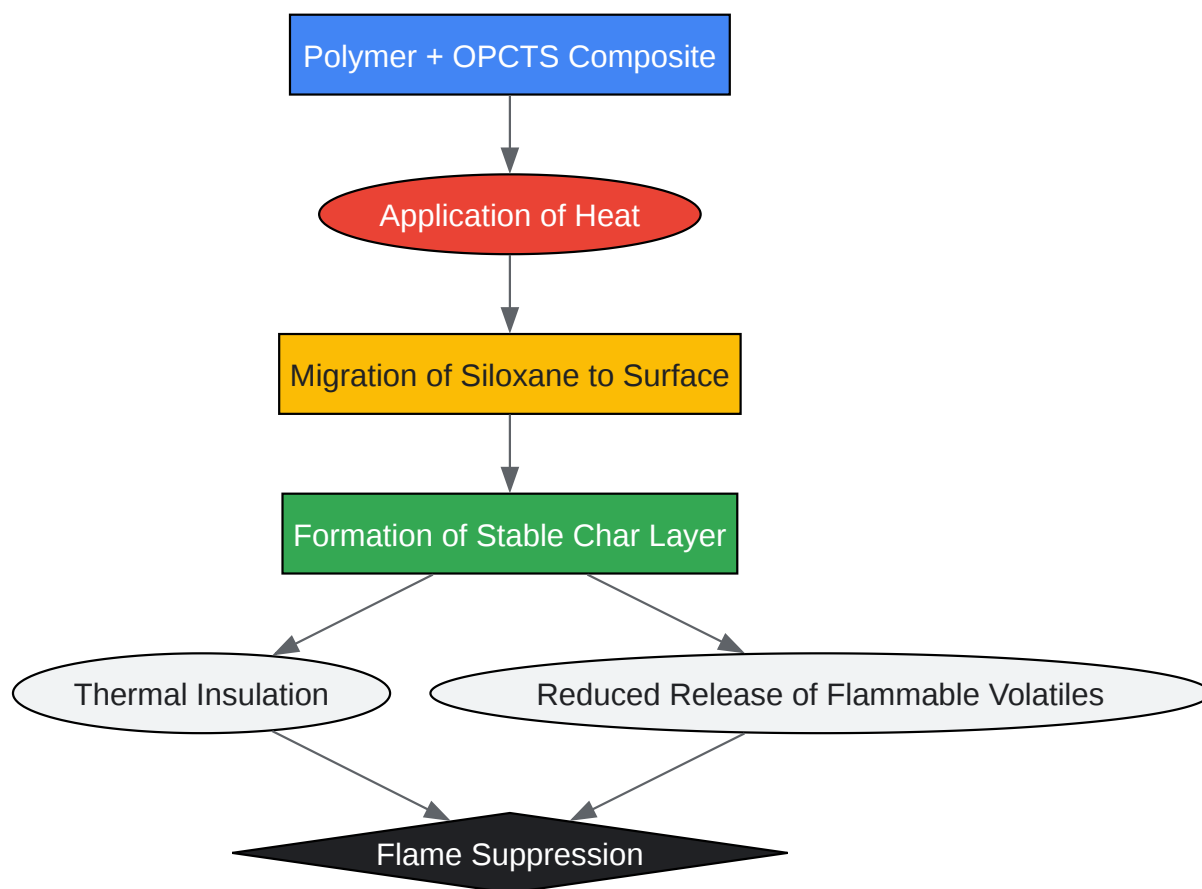 Polymer + OPCTS Composite
Application of Heat
Migration of Siloxane to Surface
Formation of Stable Char Layer
Thermal Insulation
Reduced Release of Flammable Volatiles
Flame Suppression